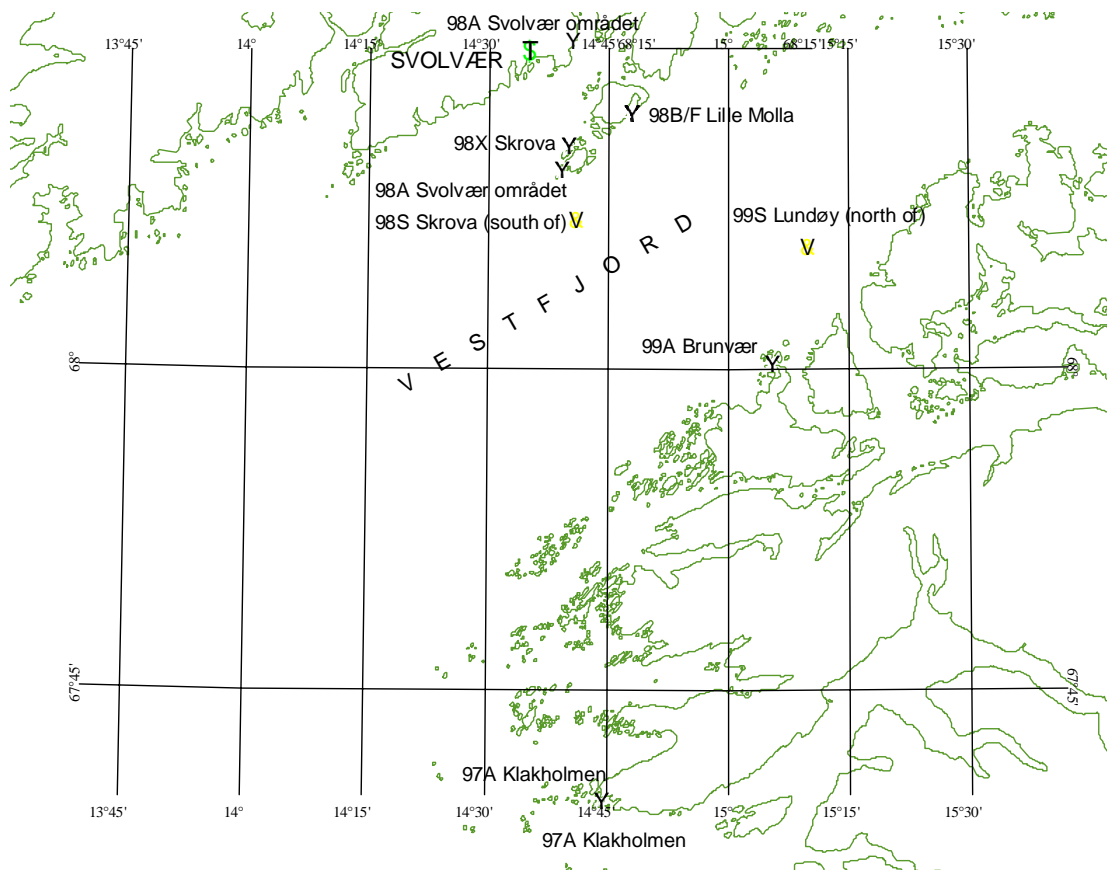 98A Svolvær området
Y
13°45'
14°
14°15'
14°30'
14°45'
68°15'
15°
68°15'15°15'
15°30'
SVOLVÆR
T
S
Y 98B/F Lille Molla
98X Skrova Y
Y
98A Svolvær området
98S Skrova (south of) V
99S Lundøy (north of)
V
VESTFJORD
99A Brunvær
Y
68°
68°
67°45'
67°45'
97A Klakholmen
Y
13°45'
14°
14°15'
14°30'
14°45'
15°
15°15'
15°30'
97A Klakholmen